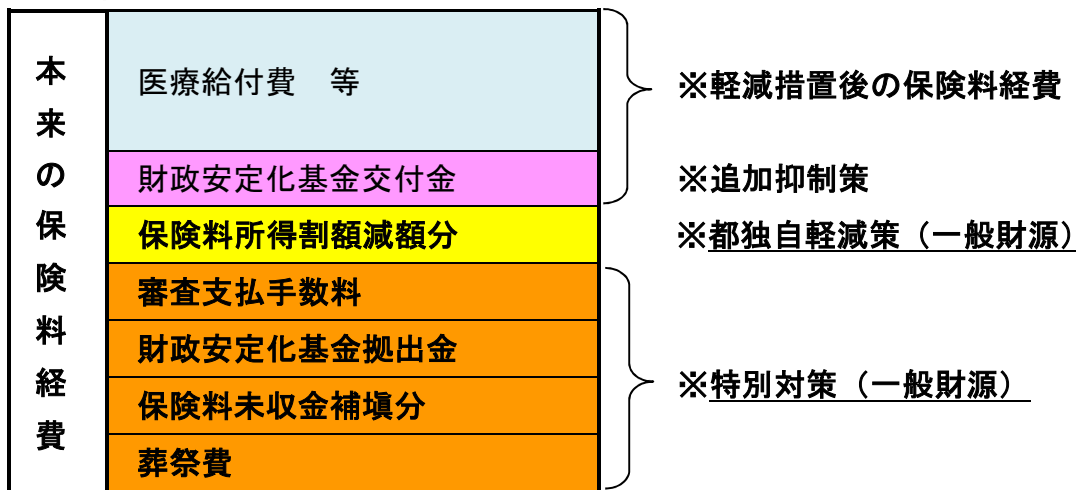 本来の保険料経費
医療給付費　等
※軽減措置後の保険料経費
財政安定化基金交付金
※追加抑制策
保険料所得割額減額分
※都独自軽減策（一般財源）
審査支払手数料
財政安定化基金拠出金
※特別対策（一般財源）
保険料未収金補塡分
葬祭費